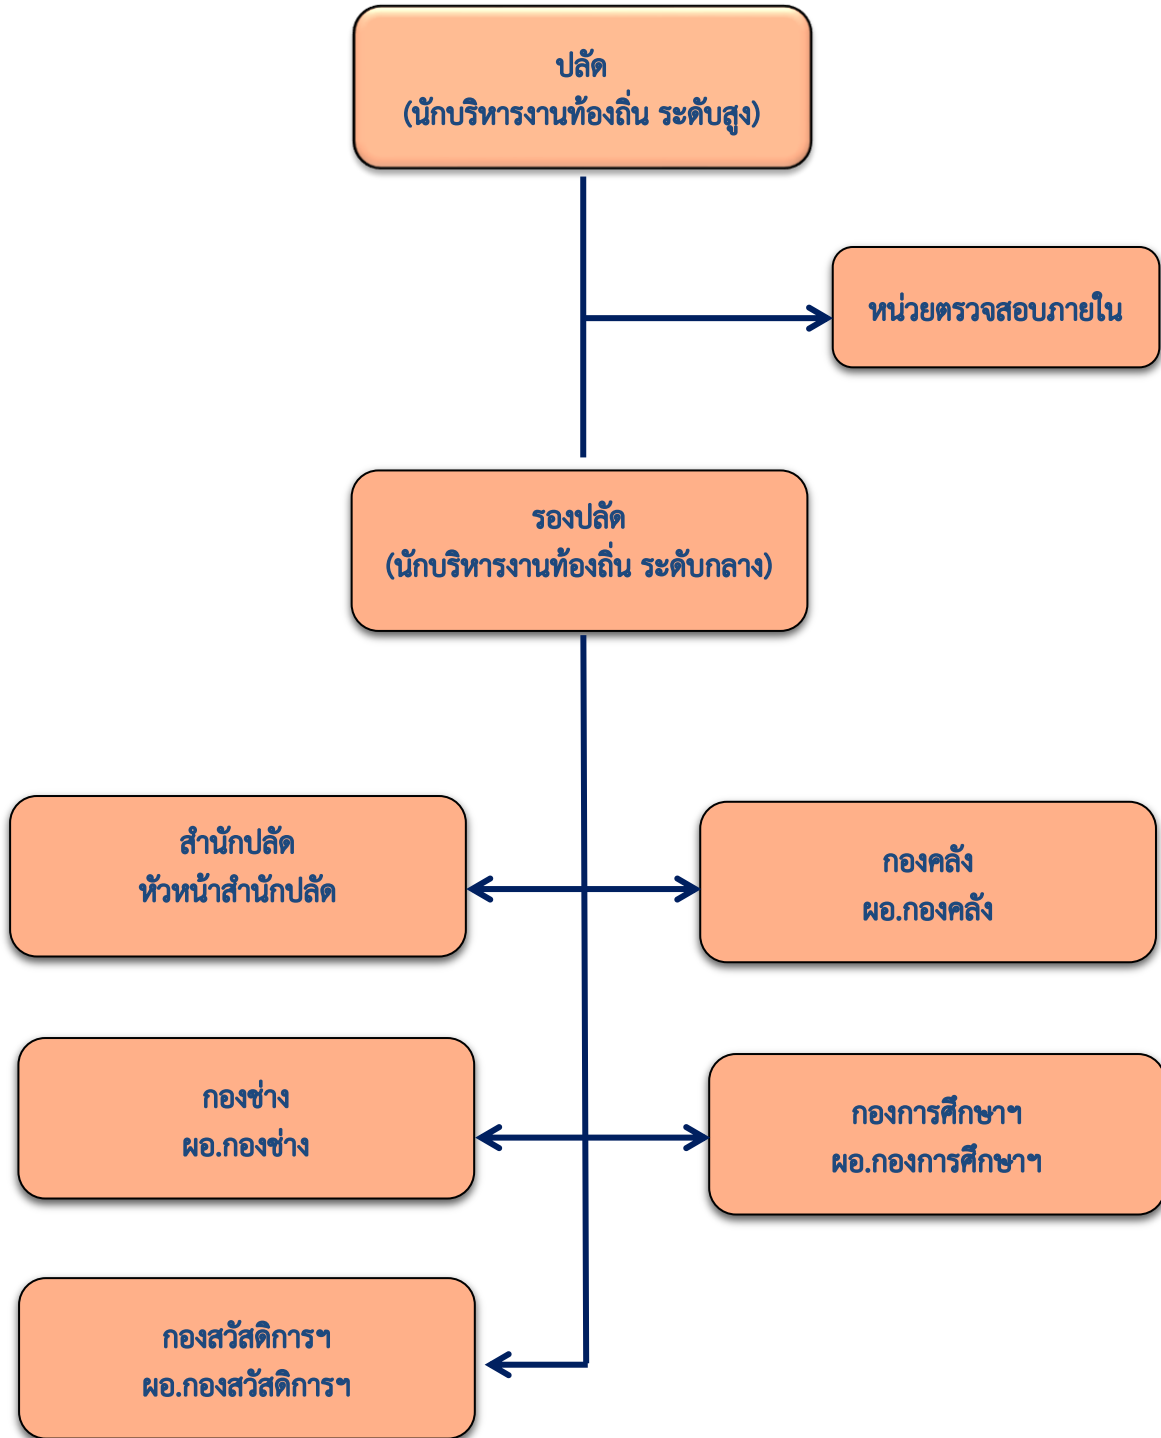 ปลัด
(นักบริหารงานท้องถิ่น ระดับสูง)
หน่วยตรวจสอบภายใน
รองปลัด
(นักบริหารงานท้องถิ่น ระดับกลาง)
สำนักปลัด
หัวหน้าสำนักปลัด
กองคลัง
ผอ.กองคลัง
กองช่าง
ผอ.กองช่าง
กองการศึกษาฯ
ผอ.กองการศึกษาฯ
กองสวัสดิการฯ
ผอ.กองสวัสดิการฯ